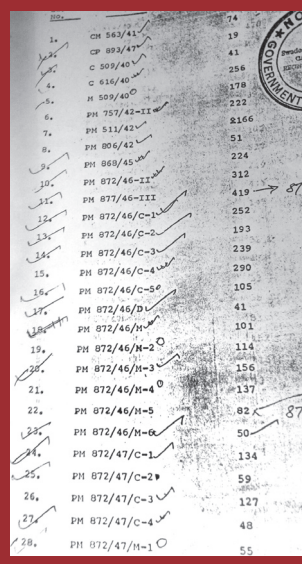 No.
1. CM 563/41 74
2. CP 893/47 19
3. C 509/40 41
4. C 616/40 256
5. M 509/40 178
6. PM 757/42-II 222
7. PM 511/42 2166
8. PM 806/42 51
9. PM 868/45 224
10. PM 872/46-II 312
11. PM 877/46-III 419 → 87
12. PM 872/46/C-1 252
13. PM 872/46/C-2 193
14. PM 872/46/C-3 239
15. PM 872/46/C-4 290
16. PM 872/46/C-5 105
17. PM 872/46/D 41
18. PM 872/46/M 101
19. PM 872/46/M-2 114
20. PM 872/46/M-3 156
21. PM 872/46/M-4 137
22. PM 872/46/M-5 82 87
23. PM 872/46/M-6 50
24. PM 872/47/C-1 134
25. PM 872/47/C-2 59
26. PM 872/47/C-3 127
27. PM 872/47/C-4 48
28. PM 872/47/M-1 55